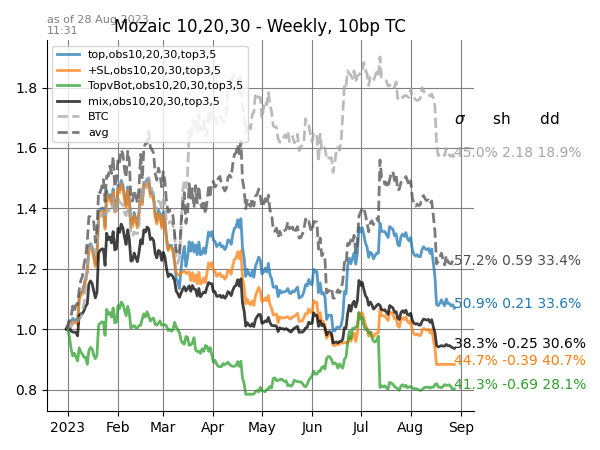 as of 28 Aug 2023
11:31
Mozaic 10,20,30 - Weekly, 10bp TC
top,obs10,20,30,top3,5
+SL,obs10,20,30,top3,5
TopvBot,obs10,20,30,top3,5
mix,obs10,20,30,top3,5
BTC
avg
σ sh dd
45.0% 2.18 18.9%
57.2% 0.59 33.4%
50.9% 0.21 33.6%
38.3% -0.25 30.6%
44.7% -0.39 40.7%
41.3% -0.69 28.1%
1.8
1.6
1.4
1.2
1.0
0.8
2023 Feb Mar Apr May Jun Jul Aug Sep